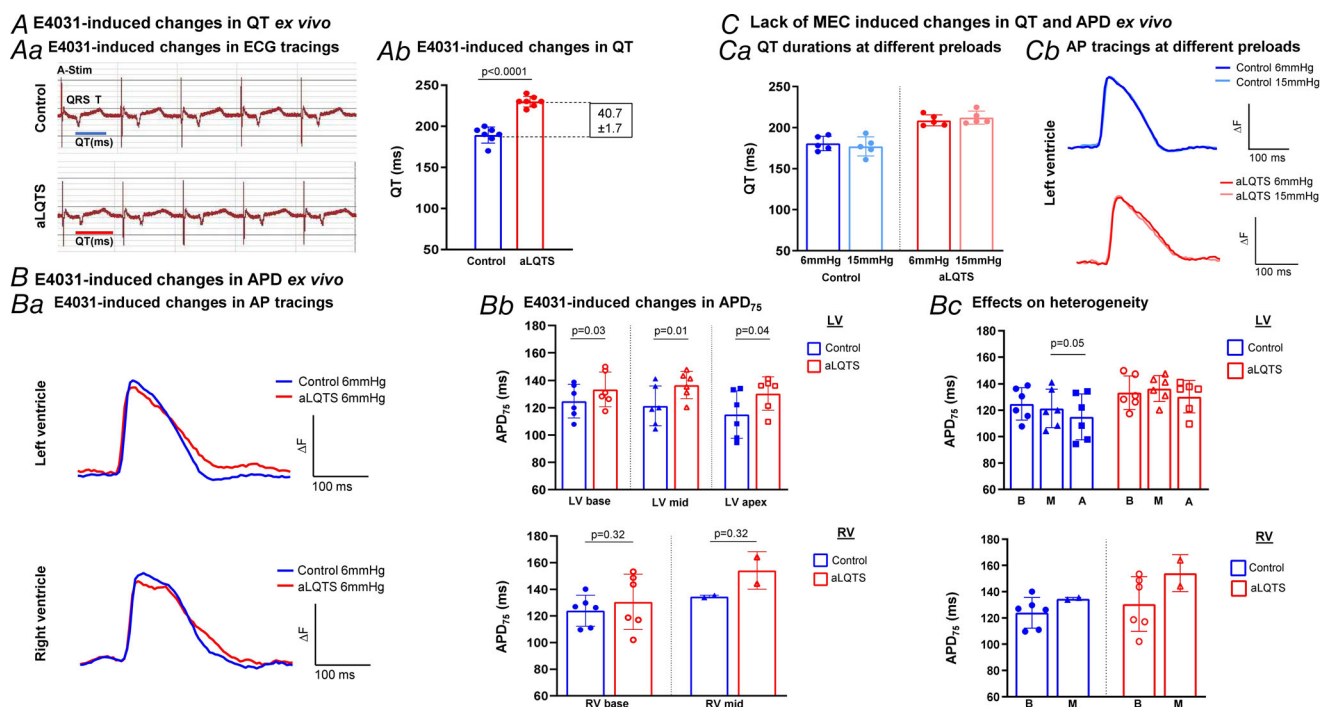 A E4031-induced changes in QT ex vivo
Aa E4031-induced changes in ECG tracings
Control
A-Stim
QRS T
QT(ms)
aLQTS
QT(ms)
Ab E4031-induced changes in QT
QT (ms)
250
200
150
100
50
p<0.0001
40.7
±1.7
Control aLQTS
C Lack of MEC induced changes in QT and APD ex vivo
Ca QT durations at different preloads
QT (ms)
250
200
150
100
50
6mmHg 15mmHg 6mmHg 15mmHg
Control aLQTS
Cb AP tracings at different preloads
Left ventricle
Control 6mmHg
Control 15mmHg
ΔF
100 ms
aLQTS 6mmHg
aLQTS 15mmHg
ΔF
100 ms
B E4031-induced changes in APD ex vivo
Ba E4031-induced changes in AP tracings
Left ventricle
Control 6mmHg
aLQTS 6mmHg
ΔF
100 ms
Right ventricle
Control 6mmHg
aLQTS 6mmHg
ΔF
100 ms
Bb E4031-induced changes in APD75
APD75 (ms)
180
160
140
120
100
80
60
p=0.03 p=0.01 p=0.04
LV base LV mid LV apex
LV
Control
aLQTS
APD75 (ms)
180
160
140
120
100
80
60
p=0.32 p=0.32
RV base RV mid
RV
Control
aLQTS
Bc Effects on heterogeneity
APD75 (ms)
180
160
140
120
100
80
60
p=0.05
B M A B M A
LV
Control
aLQTS
APD75 (ms)
180
160
140
120
100
80
60
B M B M
RV
Control
aLQTS